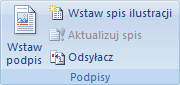 Wstaw podpis
Wstaw spis ilustracji
Aktualizuj spis
Odsyłacz
Podpisy